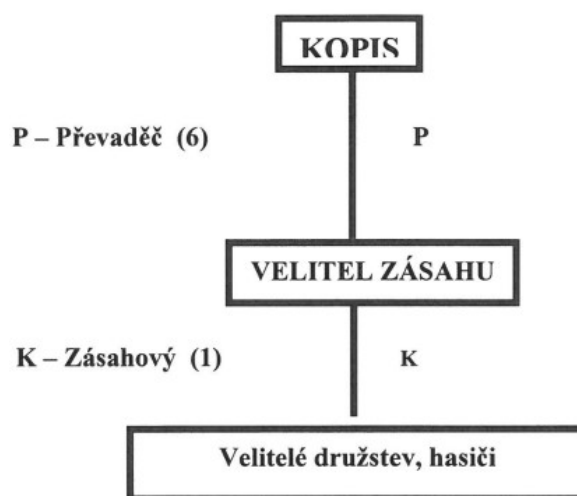 KOPIS
P – Převaděč (6) P
VELITEL ZÁSAHU
K – Zásahový (1) K
Velitelé družstev, hasiči